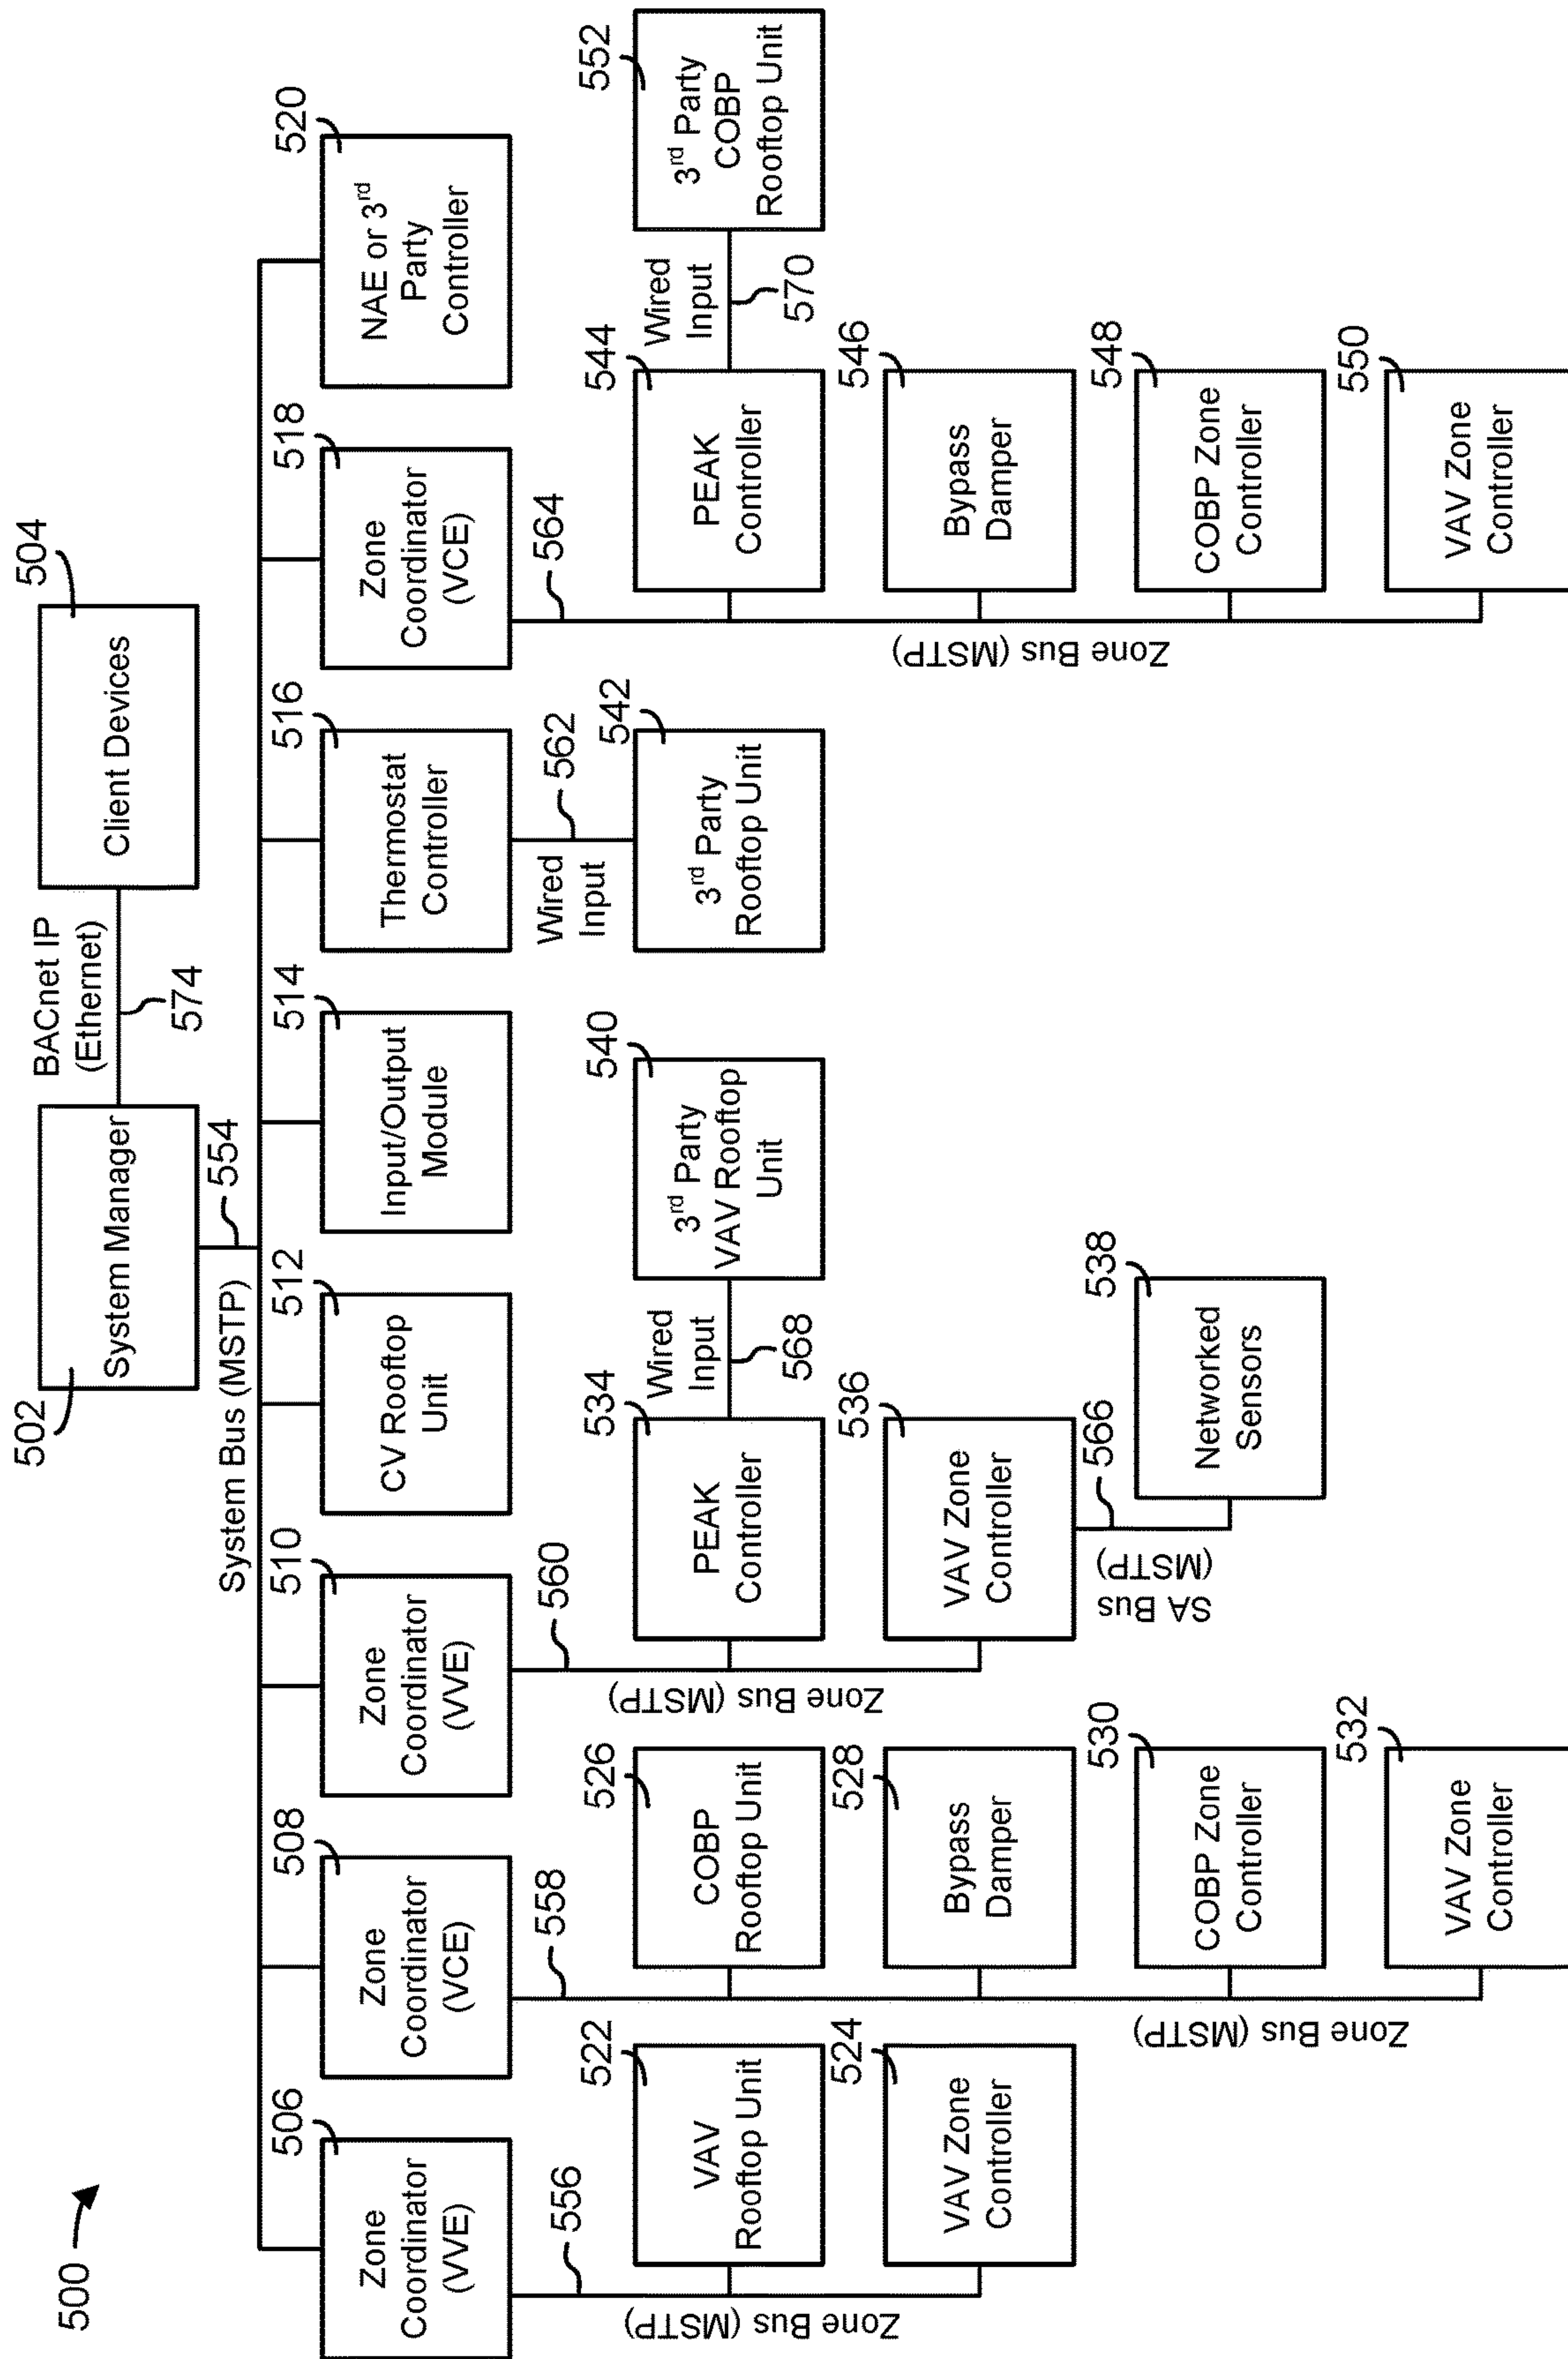 500
502
System Manager
BACnet IP
(Ethernet)
574
504
Client Devices
System Bus (MSTP)
554
506
Zone
Coordinator
(VVE)
508
Zone
Coordinator
(VCE)
510
Zone
Coordinator
(VVE)
512
CV Rooftop
Unit
514
Input/Output
Module
516
Thermostat
Controller
518
Zone
Coordinator
(VCE)
520
NAE or 3rd
Party
Controller
556
Zone Bus (MSTP)
522
VAV
Rooftop Unit
524
VAV Zone
Controller
558
Zone Bus (MSTP)
526
COBP
Rooftop Unit
528
Bypass
Damper
530
COBP Zone
Controller
532
VAV Zone
Controller
560
Zone Bus (MSTP)
534
PEAK
Controller
Wired
Input
568
540
3rd Party
VAV Rooftop
Unit
536
VAV Zone
Controller
566
SA Bus
(MSTP)
538
Networked
Sensors
562
Wired
Input
542
3rd Party
Rooftop Unit
564
Zone Bus (MSTP)
544
PEAK
Controller
Wired
Input
570
552
3rd Party
COBP
Rooftop Unit
546
Bypass
Damper
548
COBP Zone
Controller
550
VAV Zone
Controller